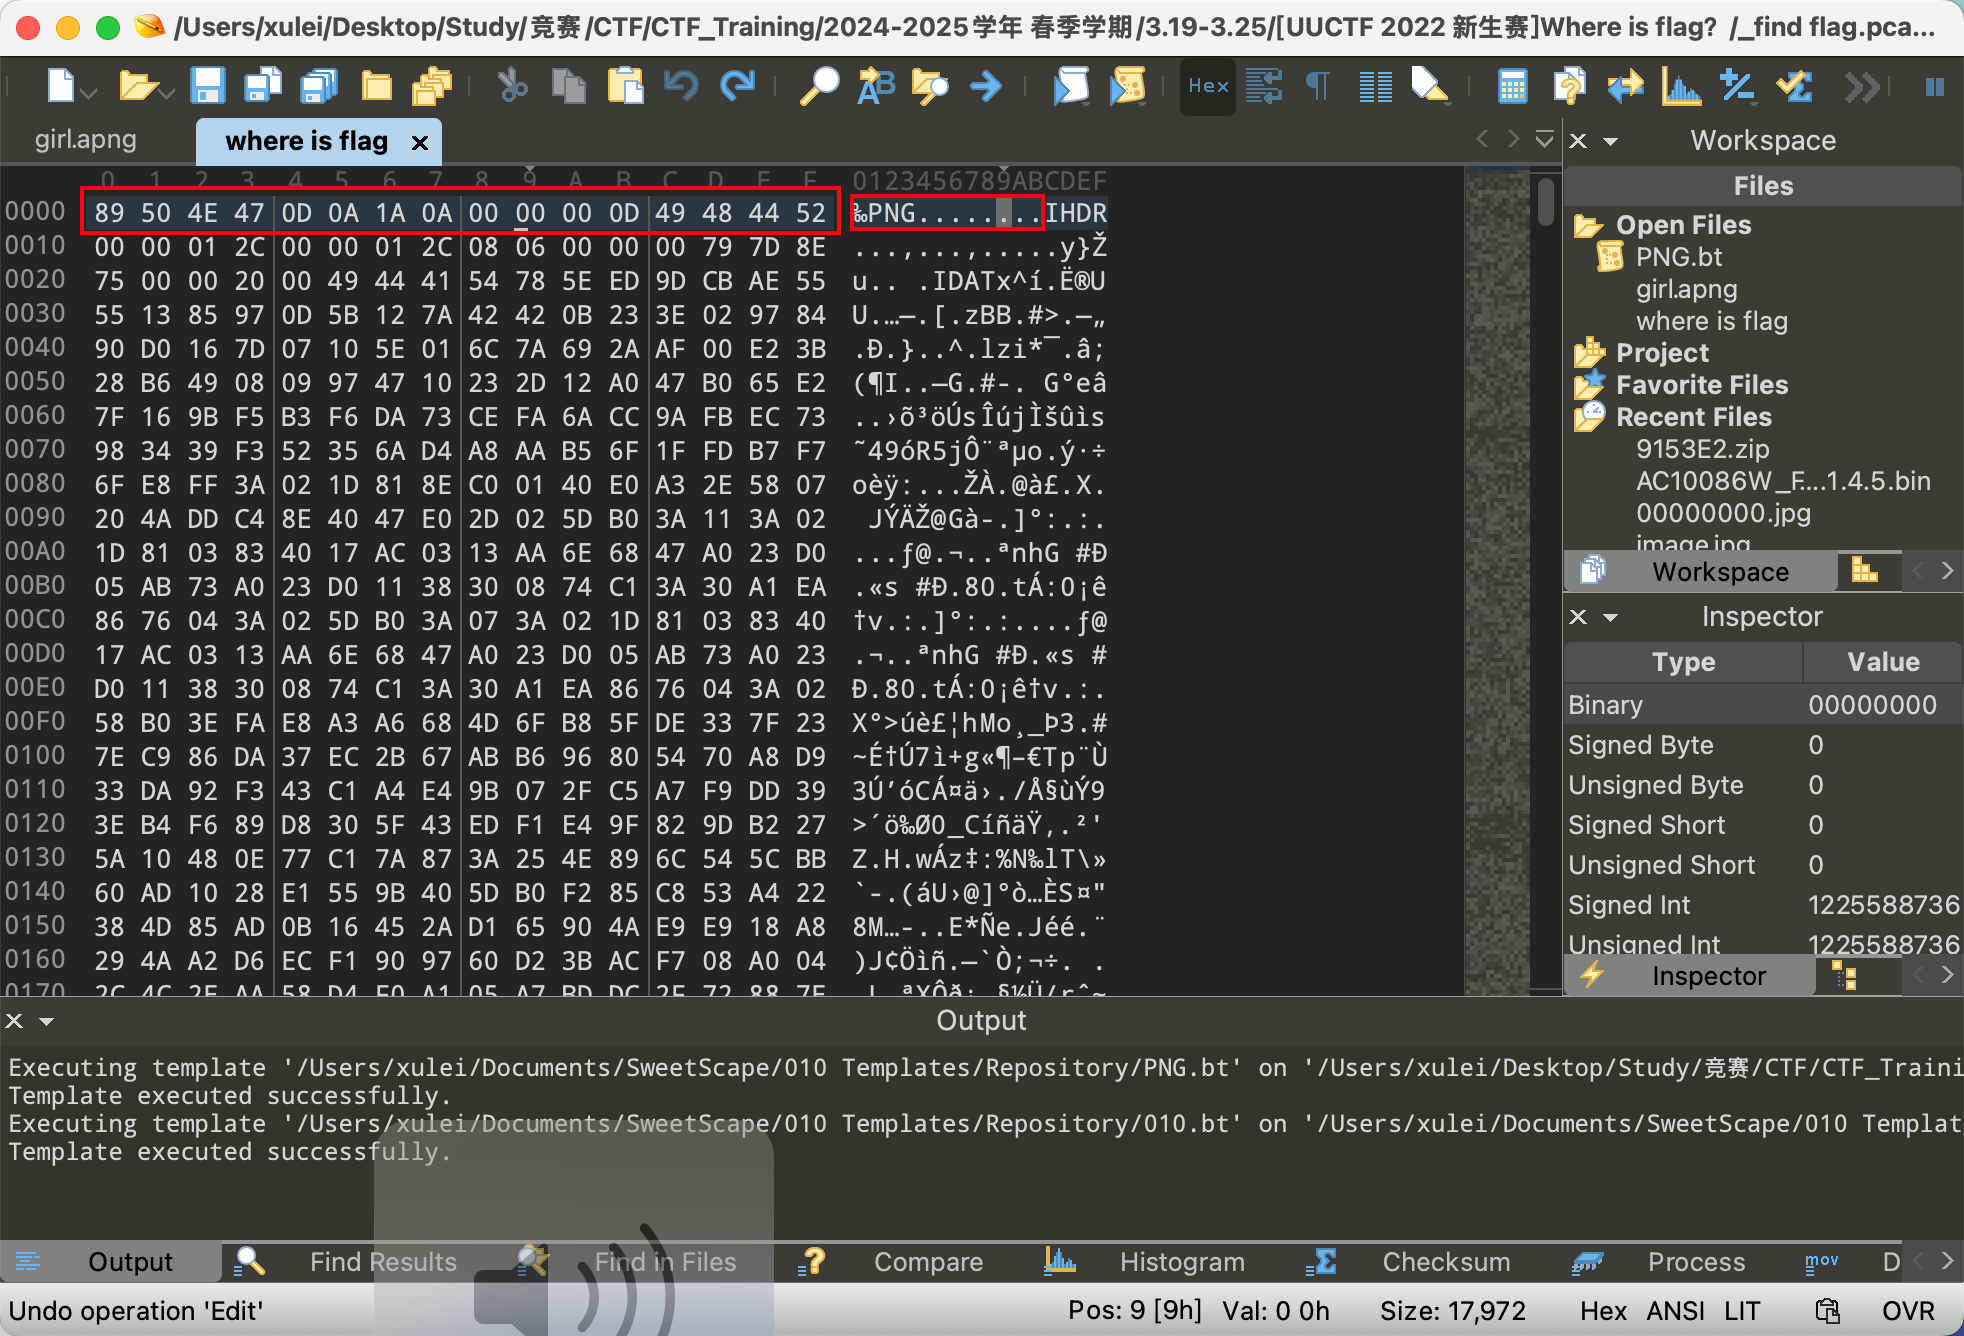 /Users/xulei/Desktop/Study/竞赛/CTF/CTF_Training/2024-2025学年 春季学期/3.19-3.25/[UUCTF 2022 新生赛]Where is flag? /_find flag.pca...
Hex
girl.apng where is flag
Workspace
Files
0 1 2 3 4 5 6 7 8 9 A B C D E F 0123456789ABCDEF
0000 89 50 4E 47 0D 0A 1A 0A 00 00 00 0D 49 48 44 52 ‰PNG........IHDR
0010 00 00 01 2C 00 00 01 2C 08 06 00 00 00 79 7D 8E ...,...,.....y}Ž
0020 75 00 00 20 00 49 44 41 54 78 5E ED 9D CB AE 55 u.. .IDATx^í.Ë®U
0030 55 13 85 97 0D 5B 12 7A 42 42 0B 23 3E 02 97 84 U.…—.[.zBB.#>.—„
0040 90 D0 16 7D 07 10 5E 01 6C 7A 69 2A AF 00 E2 3B .Ð.}..^.lzi*¯.â;
0050 28 B6 49 08 09 97 47 10 23 2D 12 A0 47 B0 65 E2 (¶I..—G.#-. G°eâ
0060 7F 16 9B F5 B3 F6 DA 73 CE FA 6A CC 9A FB EC 73 ..›õ³öÚsÎújÌšûìs
0070 98 34 39 F3 52 35 6A D4 A8 AA B5 6F 1F FD B7 F7 ˜49óR5jÔ¨ªµo.ý·÷
0080 6F E8 FF 3A 02 1D 81 8E C0 01 40 E0 A3 2E 58 07 oèÿ:...ŽÀ.@à£.X.
0090 20 4A DD C4 8E 40 47 E0 2D 02 5D B0 3A 11 3A 02  JÝÄŽ@Gà-.]°:.:.
00A0 1D 81 03 83 40 17 AC 03 13 AA 6E 68 47 A0 23 D0 ...ƒ@.¬..ªnhG #Ð
00B0 05 AB 73 A0 23 D0 11 38 30 08 74 C1 3A 30 A1 EA .«s #Ð.80.tÁ:0¡ê
00C0 86 76 04 3A 02 5D B0 3A 07 3A 02 1D 81 03 83 40 †v.:.]°:.:....ƒ@
00D0 17 AC 03 13 AA 6E 68 47 A0 23 D0 05 AB 73 A0 23 .¬..ªnhG #Ð.«s #
00E0 D0 11 38 30 08 74 C1 3A 30 A1 EA 86 76 04 3A 02 Ð.80.tÁ:0¡ê†v.:.
00F0 58 B0 3E FA E8 A3 A6 68 4D 6F B8 5F DE 33 7F 23 X°>úè£¦hMo¸_Þ3.#
0100 7E C9 86 DA 37 EC 2B 67 AB B6 96 80 54 70 A8 D9 ~É†Ú7ì+g«¶–€Tp¨Ù
0110 33 DA 92 F3 43 C1 A4 E4 9B 07 2F C5 A7 F9 DD 39 3Ú’óCÁ¤ä›./Å§ùÝ9
0120 3E B4 F6 89 D8 30 5F 43 ED F1 E4 9F 82 9D B2 27 >´ö‰Ø0_CíñäŸ‚.²'
0130 5A 10 48 0E 77 C1 7A 87 3A 25 4E 89 6C 54 5C BB Z.H.wÁz‡:%N‰lT\»
0140 60 AD 10 28 E1 55 9B 40 5D B0 F2 85 C8 53 A4 22 `-.(áU›@]°ò…ÈS¤"
0150 38 4D 85 AD 0B 16 45 2A D1 65 90 4A E9 E9 18 A8 8M…-..E*Ñe.Jéé.¨
0160 29 4A A2 D6 EC F1 90 97 60 D2 3B AC F7 08 A0 04 )J¢Öìñ.—`Ò;¬÷. .
0170 2C 4C 2E AA 58 D4 F0 A1 05 A7 BD DC 2F 72 88 7E
Open Files
PNG.bt
girl.apng
where is flag
Project
Favorite Files
Recent Files
9153E2.zip
AC10086W_F....1.4.5.bin
00000000.jpg
image.jpg
Workspace
Inspector
Type Value
Binary 00000000
Signed Byte 0
Unsigned Byte 0
Signed Short 0
Unsigned Short 0
Signed Int 1225588736
Unsigned Int 1225588736
Inspector
Output
Executing template '/Users/xulei/Documents/SweetScape/010 Templates/Repository/PNG.bt' on '/Users/xulei/Desktop/Study/竞赛/CTF/CTF_Traini
Template executed successfully.
Executing template '/Users/xulei/Documents/SweetScape/010 Templates/Repository/010.bt' on '/Users/xulei/Documents/SweetScape/010 Templat
Template executed successfully.
Output Find Results Find in Files Compare Histogram Checksum Process mov D
Undo operation 'Edit' Pos: 9 [9h] Val: 0 0h Size: 17,972 Hex ANSI LIT OVR